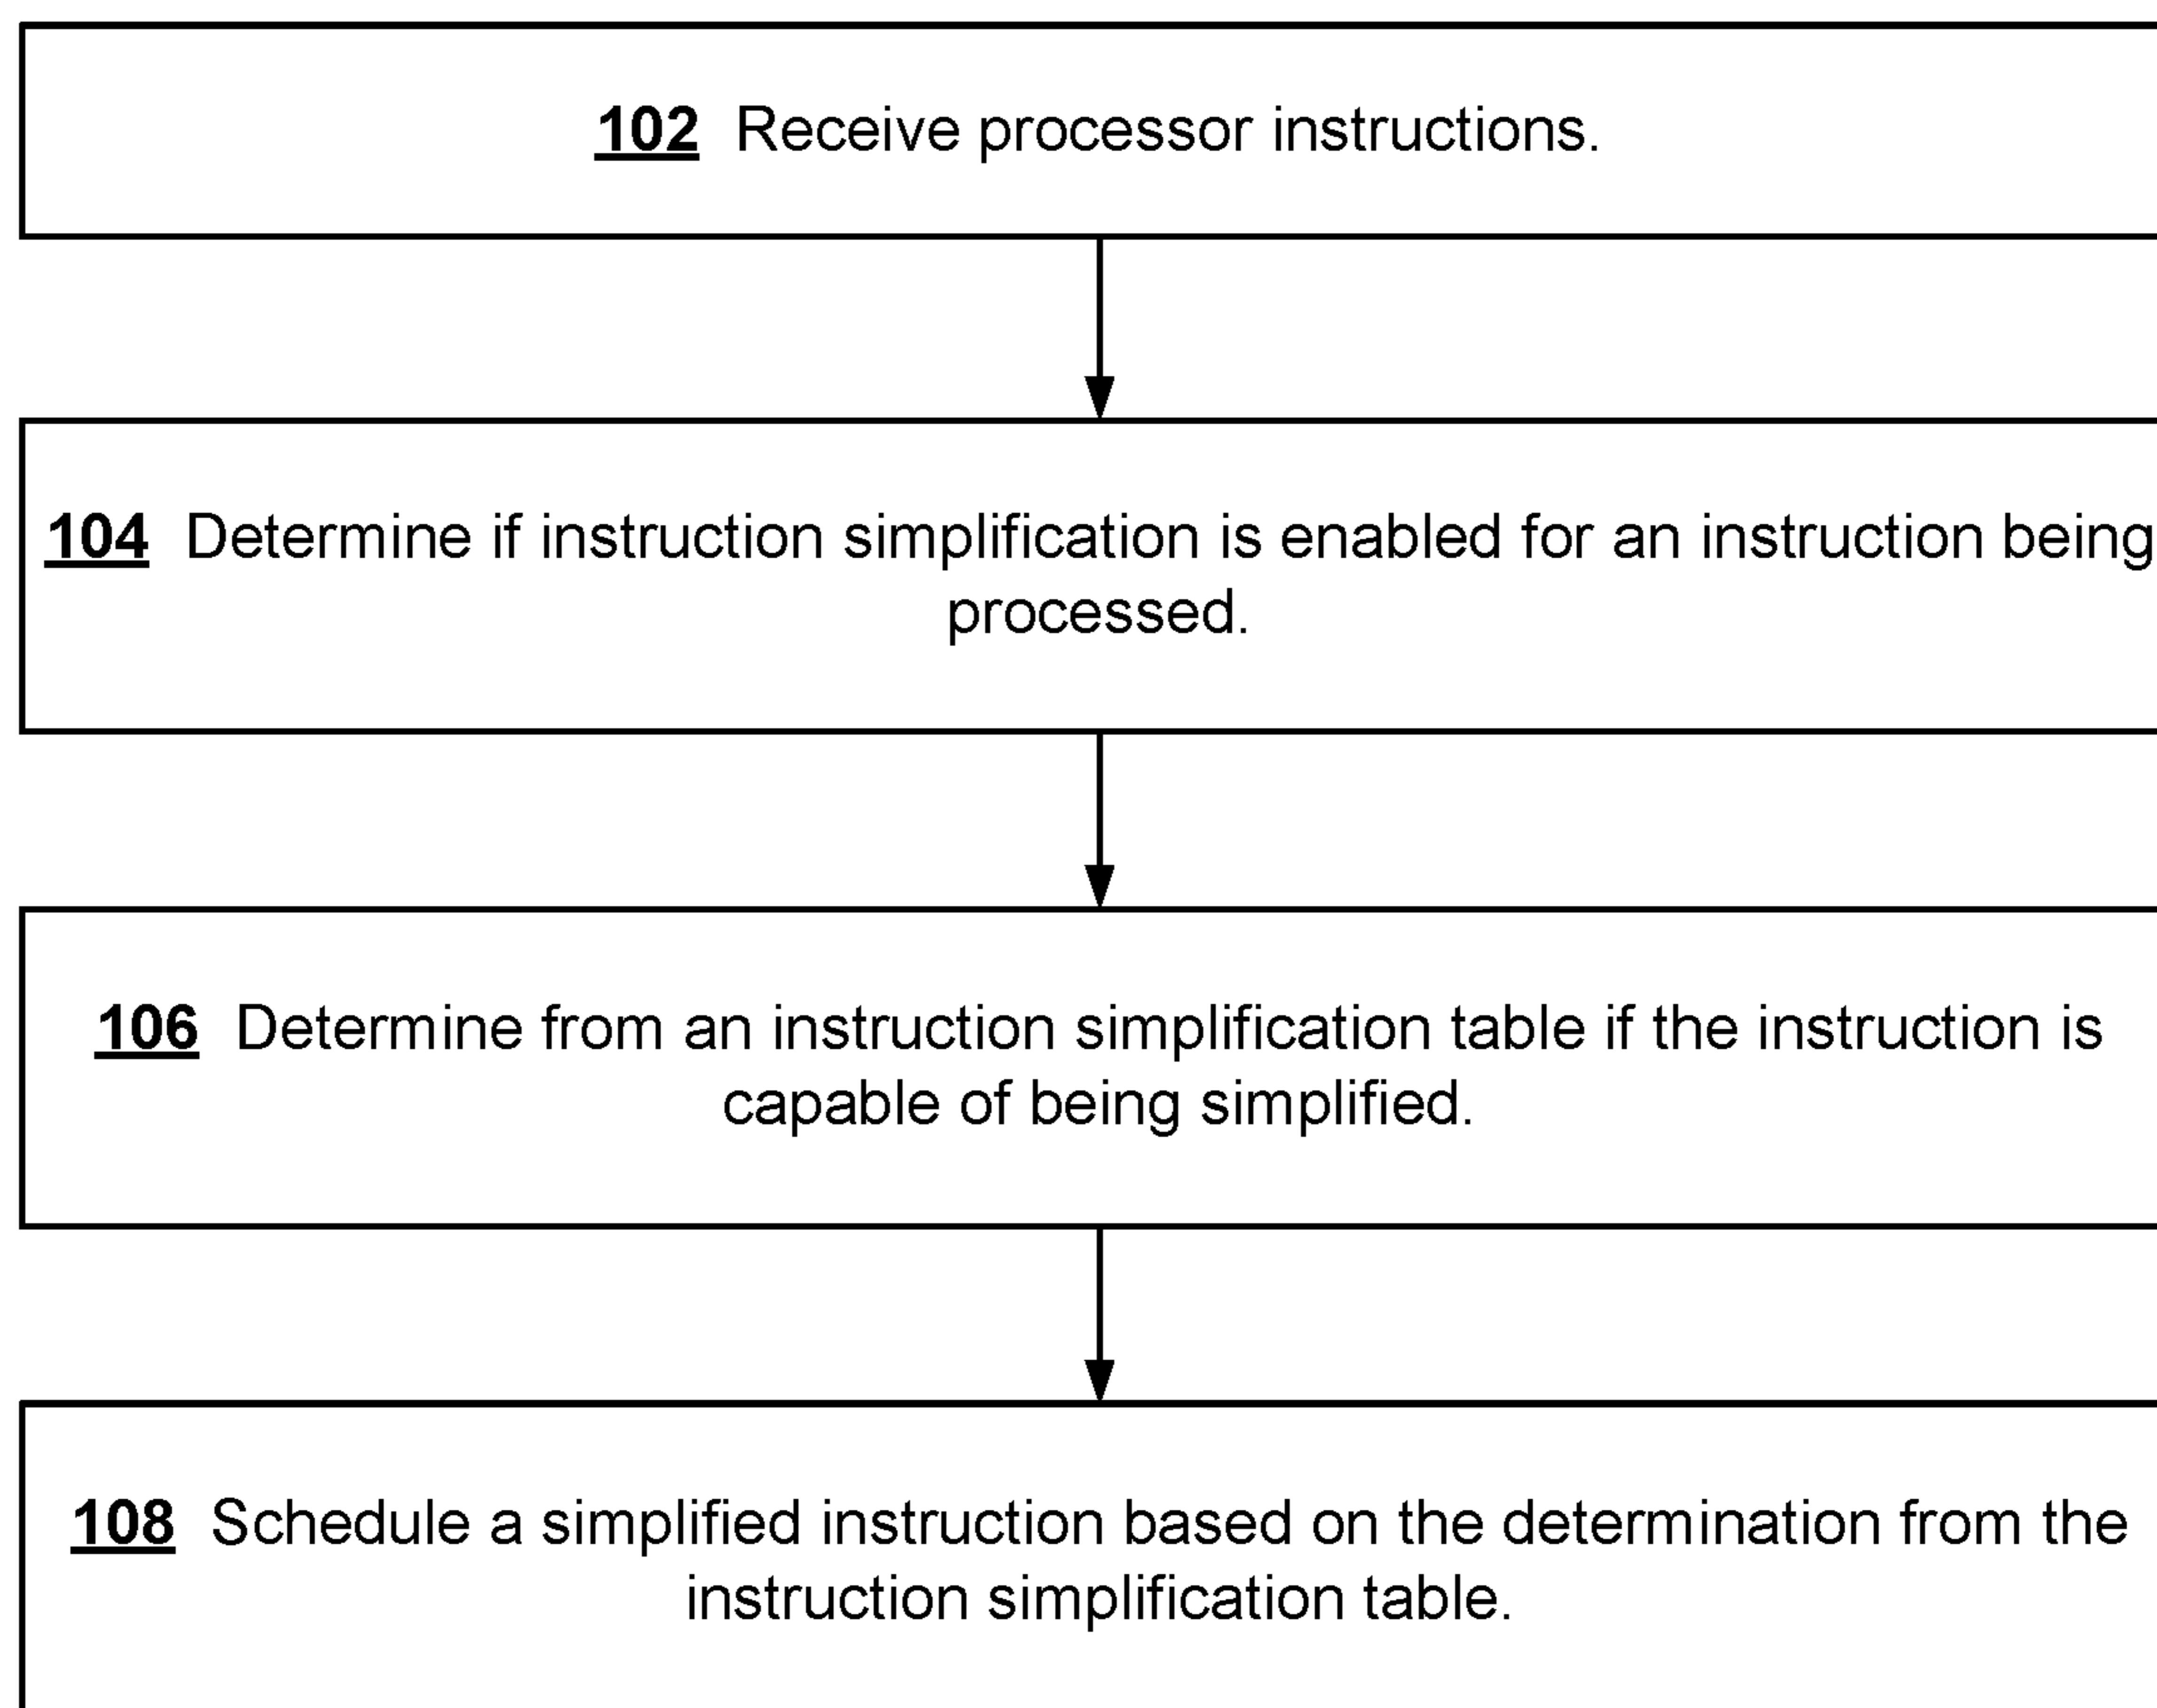 102 Receive processor instructions.
104 Determine if instruction simplification is enabled for an instruction being
processed.
106 Determine from an instruction simplification table if the instruction is
capable of being simplified.
108 Schedule a simplified instruction based on the determination from the
instruction simplification table.